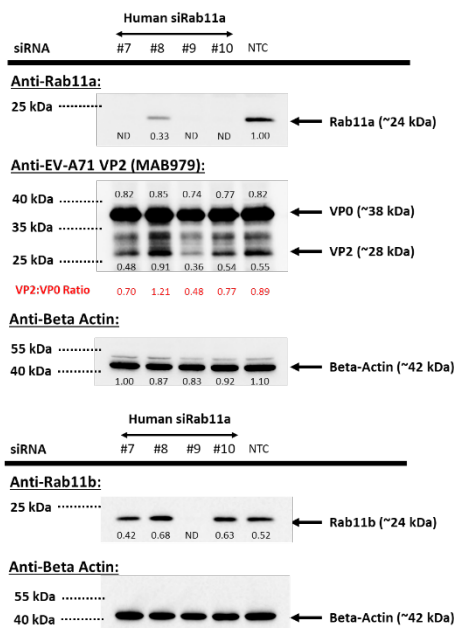 Human siRab11a
siRNA #7 #8 #9 #10 NTC
Anti-Rab11a:
25 kDa ............
Rab11a (~24 kDa)
ND 0.33 ND ND 1.00
Anti-EV-A71 VP2 (MAB979):
0.82 0.85 0.74 0.77 0.82
40 kDa ............
VP0 (~38 kDa)
35 kDa ............
VP2 (~28 kDa)
25 kDa ............
0.48 0.91 0.36 0.54 0.55
VP2:VP0 Ratio 0.70 1.21 0.48 0.77 0.89
Anti-Beta Actin:
55 kDa ............
40 kDa ............ Beta-Actin (~42 kDa)
1.00 0.87 0.83 0.92 1.10
Human siRab11a
siRNA #7 #8 #9 #10 NTC
Anti-Rab11b:
25 kDa ............
Rab11b (~24 kDa)
0.42 0.68 ND 0.63 0.52
Anti-Beta Actin:
55 kDa ............
40 kDa ............ Beta-Actin (~42 kDa)